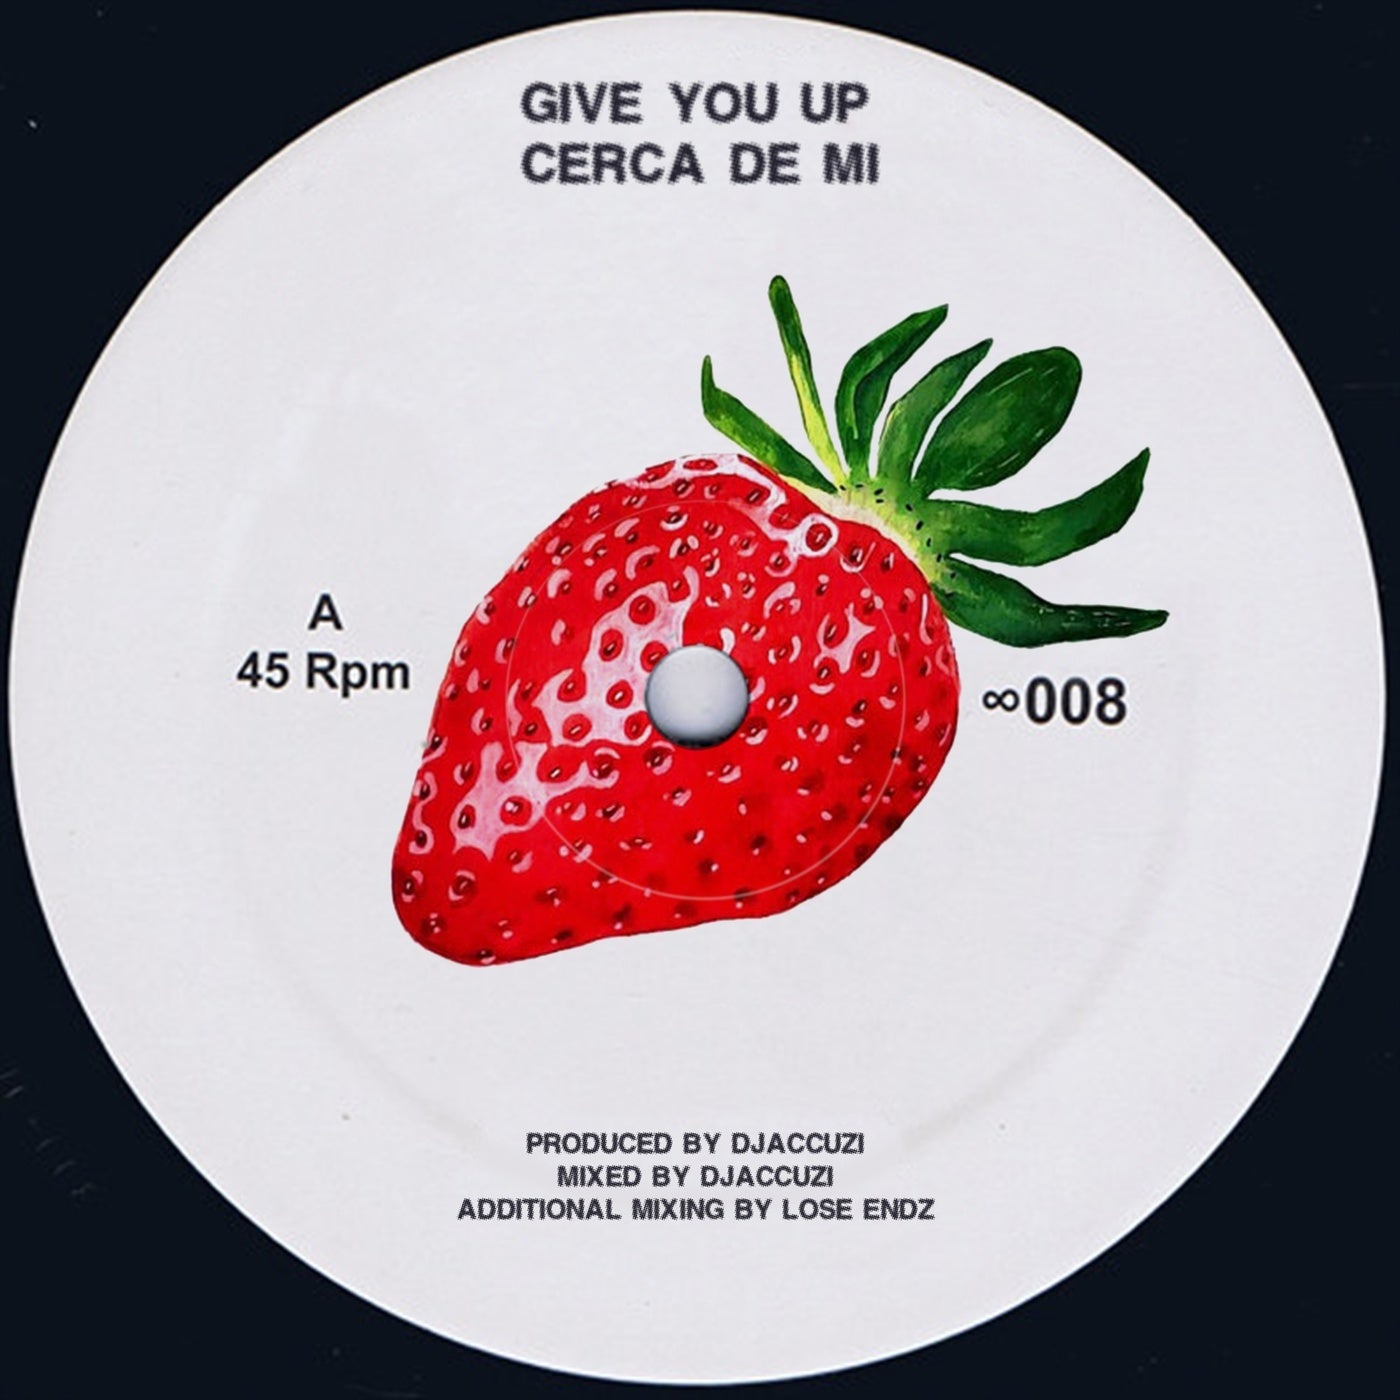 GIVE YOU UP
CERCA DE MI
A
45 Rpm
∞008
PRODUCED BY DJACCUZI
MIXED BY DJACCUZI
ADDITIONAL MIXING BY LOSE ENDZ